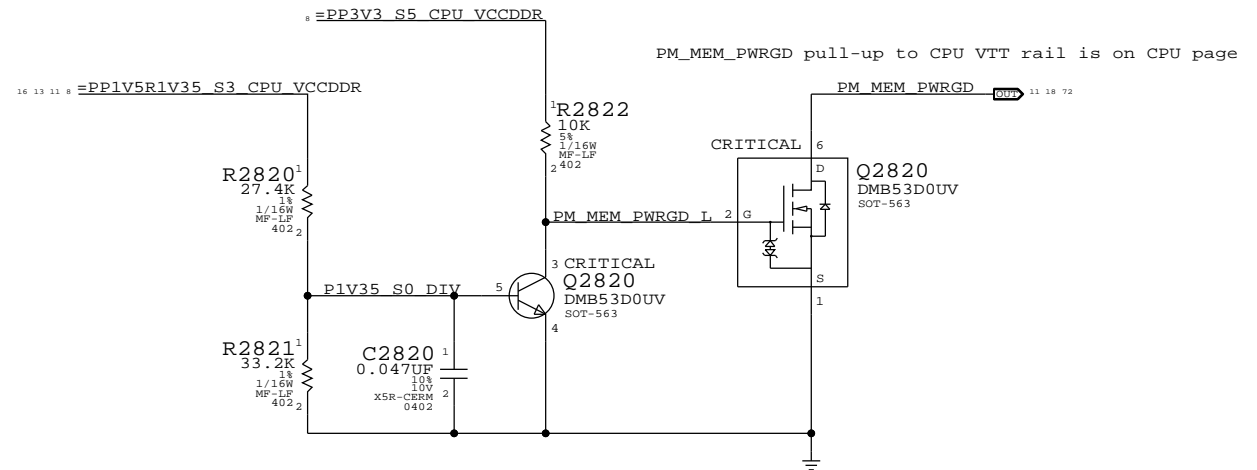 8 =PP3V3_S5_CPU_VCCDDR
PM_MEM_PWRGD pull-up to CPU VTT rail is on CPU page
16 13 11 8 =PP1V5R1V35_S3_CPU_VCCDDR
PM_MEM_PWRGD OUT 11 18 72
1 R2822
10K
5%
1/16W
MF-LF
2 402
CRITICAL 6
D
Q2820
DMB53D0UV
SOT-563
R2820 1
27.4K
1%
1/16W
MF-LF
402 2
PM_MEM_PWRGD_L 2 G
3 CRITICAL
Q2820
DMB53D0UV
SOT-563
S
P1V35_S0_DIV 5
1
4
R2821 1
33.2K
1%
1/16W
MF-LF
402 2
C2820 1
0.047UF
10%
10V 2
X5R-CERM
0402